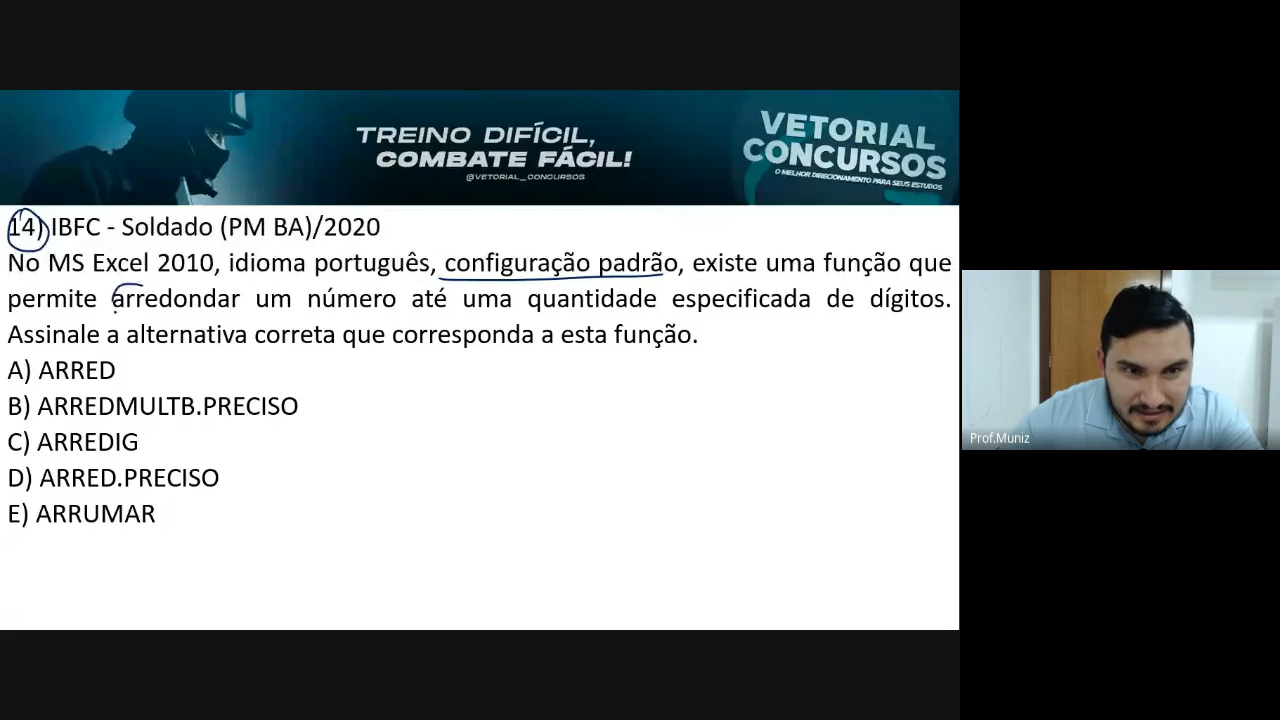 TREINO DIFÍCIL,
COMBATE FÁCIL!
@VETORIAL_CONCURSOS
VETORIAL
CONCURSOS
O MELHOR DIRECIONAMENTO PARA SEUS ESTUDOS
14) IBFC - Soldado (PM BA)/2020
No MS Excel 2010, idioma português, configuração padrão, existe uma função que
permite arredondar um número até uma quantidade especificada de dígitos.
Assinale a alternativa correta que corresponda a esta função.
A) ARRED
B) ARREDMULTB.PRECISO
C) ARREDIG
D) ARRED.PRECISO
E) ARRUMAR
Prof.Muniz